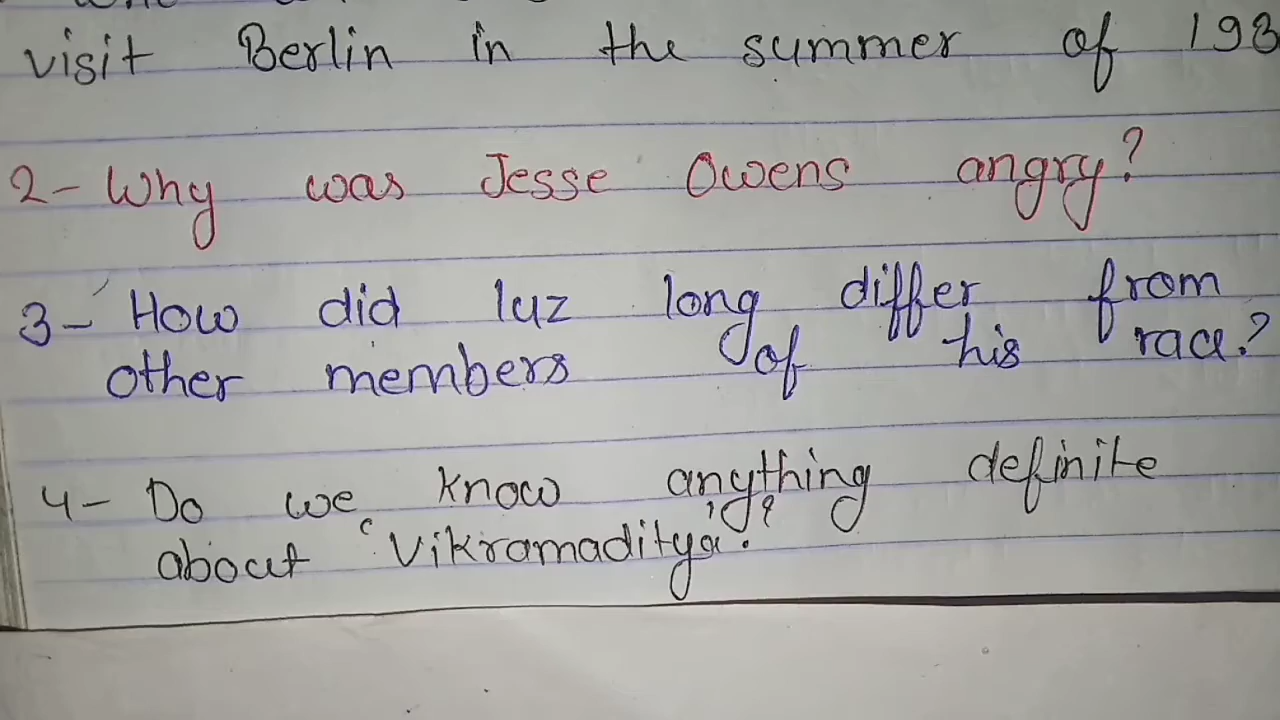 visit Berlin in the summer of 193
2- Why was Jesse Owens angry?
3- How did luz long differ from
other members of his race?
4- Do we know anything definite
about 'Vikramaditya'?